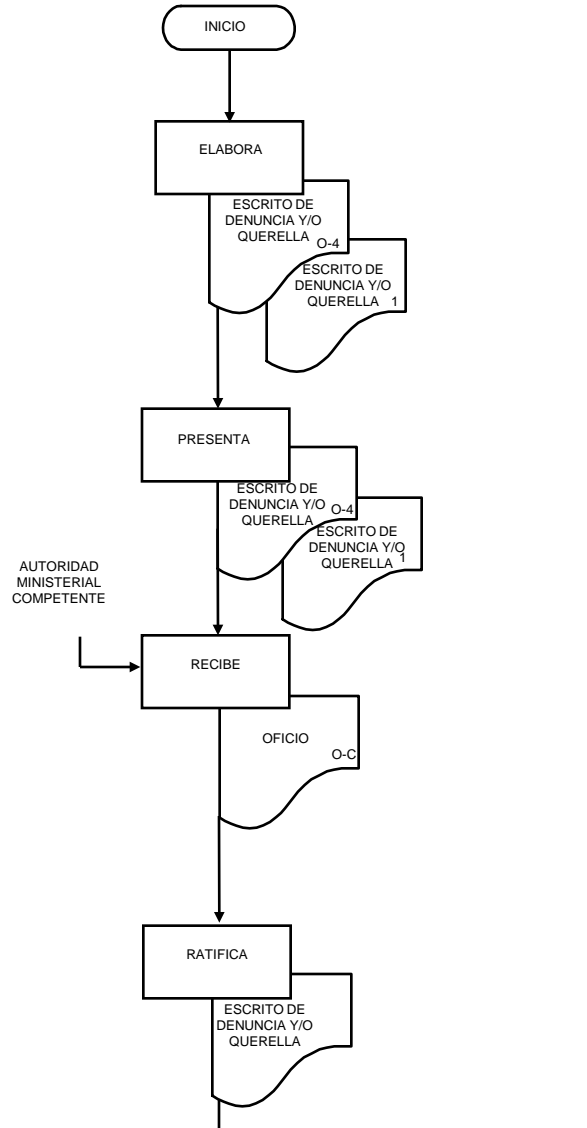 INICIO
ELABORA
ESCRITO DE
DENUNCIA Y/O
QUERELLA O-4
ESCRITO DE
DENUNCIA Y/O
QUERELLA 1
PRESENTA
ESCRITO DE
DENUNCIA Y/O
QUERELLA O-4
ESCRITO DE
DENUNCIA Y/O
QUERELLA 1
AUTORIDAD
MINISTERIAL
COMPETENTE
RECIBE
OFICIO
O-C
RATIFICA
ESCRITO DE
DENUNCIA Y/O
QUERELLA